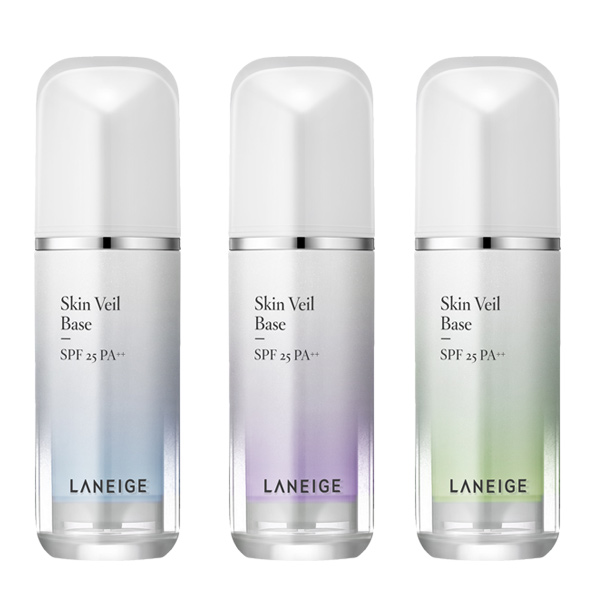 Skin Veil
Base
SPF 25 PA++
LANEIGE
Skin Veil
Base
SPF 25 PA++
LANEIGE
Skin Veil
Base
SPF 25 PA++
LANEIGE